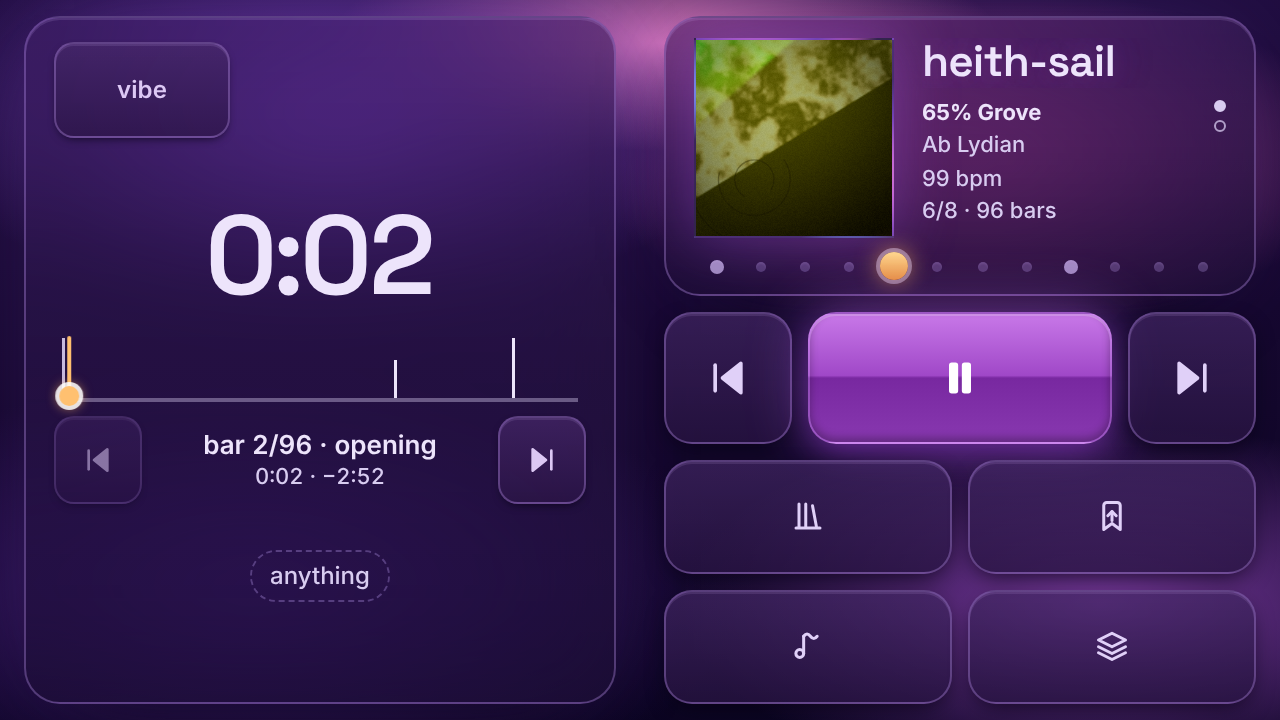 vibe
0:02
bar 2/96 · opening
0:02 · −2:52
anything
heith-sail
65% Grove
Ab Lydian
99 bpm
6/8 · 96 bars